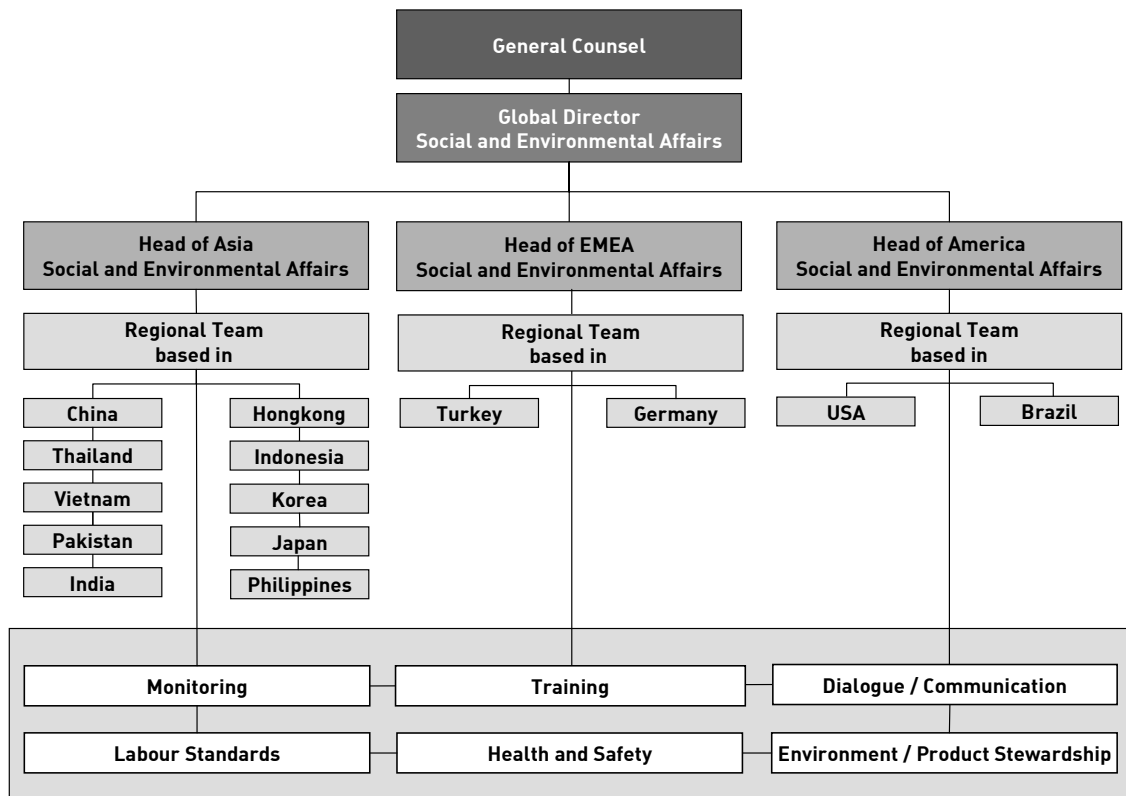 General Counsel
Global Director
Social and Environmental Affairs
Head of Asia
Social and Environmental Affairs
Head of EMEA
Social and Environmental Affairs
Head of America
Social and Environmental Affairs
Regional Team
based in
Regional Team
based in
Regional Team
based in
China
Hongkong
Turkey
Germany
USA
Brazil
Thailand
Indonesia
Vietnam
Korea
Pakistan
Japan
India
Philippines
Monitoring
Training
Dialogue / Communication
Labour Standards
Health and Safety
Environment / Product Stewardship